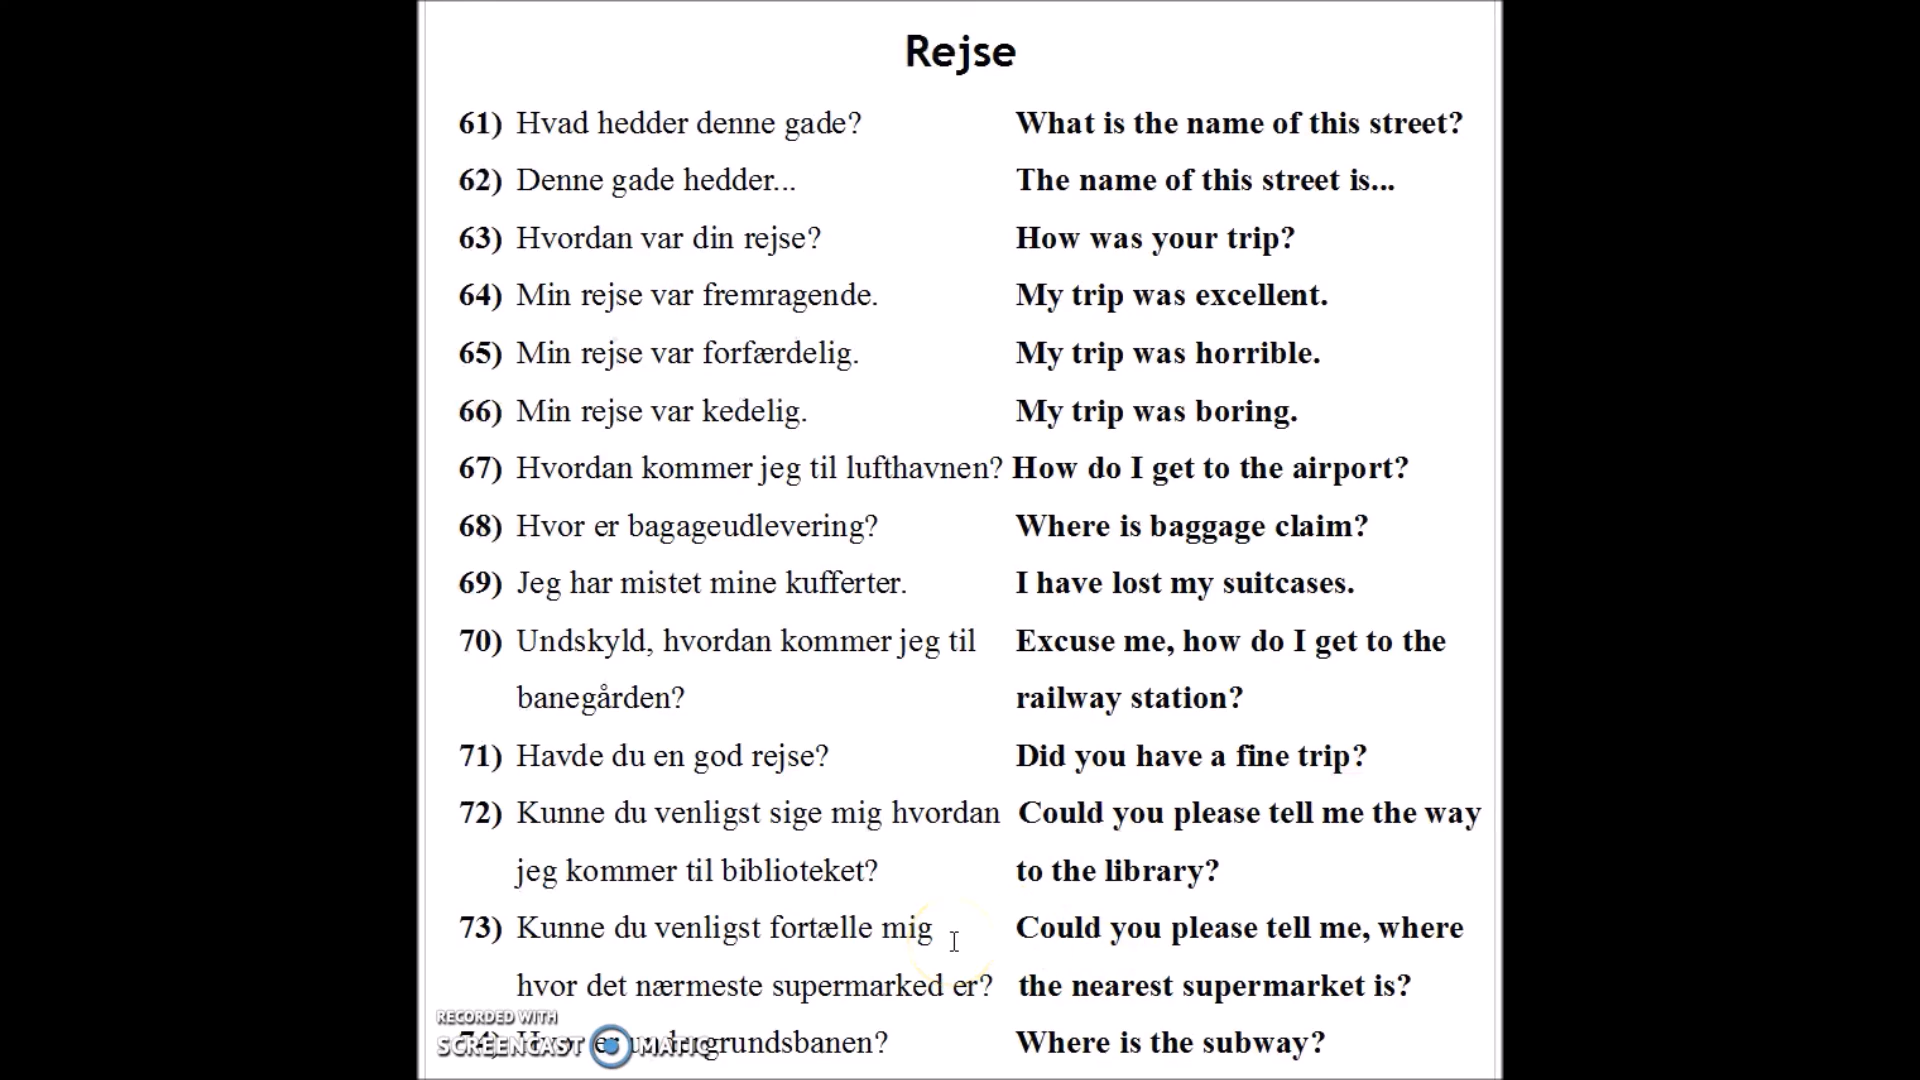 Rejse
61) Hvad hedder denne gade? What is the name of this street?
62) Denne gade hedder... The name of this street is...
63) Hvordan var din rejse? How was your trip?
64) Min rejse var fremragende. My trip was excellent.
65) Min rejse var forfærdelig. My trip was horrible.
66) Min rejse var kedelig. My trip was boring.
67) Hvordan kommer jeg til lufthavnen? How do I get to the airport?
68) Hvor er bagageudlevering? Where is baggage claim?
69) Jeg har mistet mine kufferter. I have lost my suitcases.
70) Undskyld, hvordan kommer jeg til Excuse me, how do I get to the
banegården? railway station?
71) Havde du en god rejse? Did you have a fine trip?
72) Kunne du venligst sige mig hvordan Could you please tell me the way
jeg kommer til biblioteket? to the library?
73) Kunne du venligst fortælle mig Could you please tell me, where
hvor det nærmeste supermarked er? the nearest supermarket is?
RECORDED WITH
SCREENCAST MATIC
74) Where is the subway?